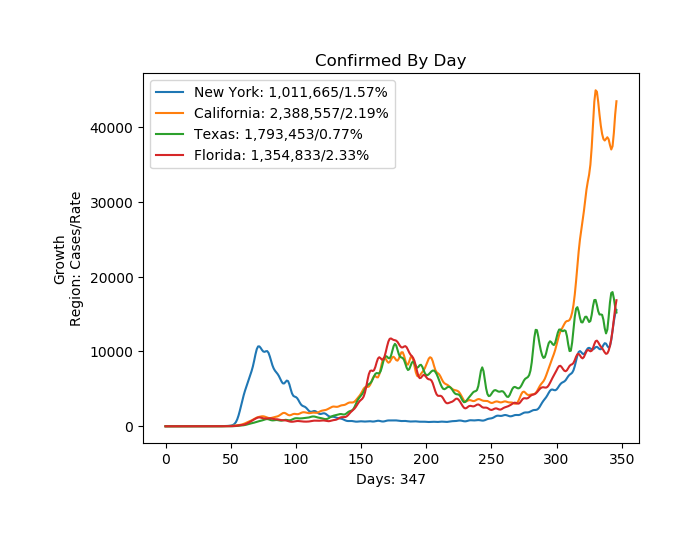 Confirmed By Day
New York: 1,011,665/1.57%
California: 2,388,557/2.19%
Texas: 1,793,453/0.77%
Florida: 1,354,833/2.33%
Growth
Region: Cases/Rate
40000
30000
20000
10000
0
0 50 100 150 200 250 300 350
Days: 347